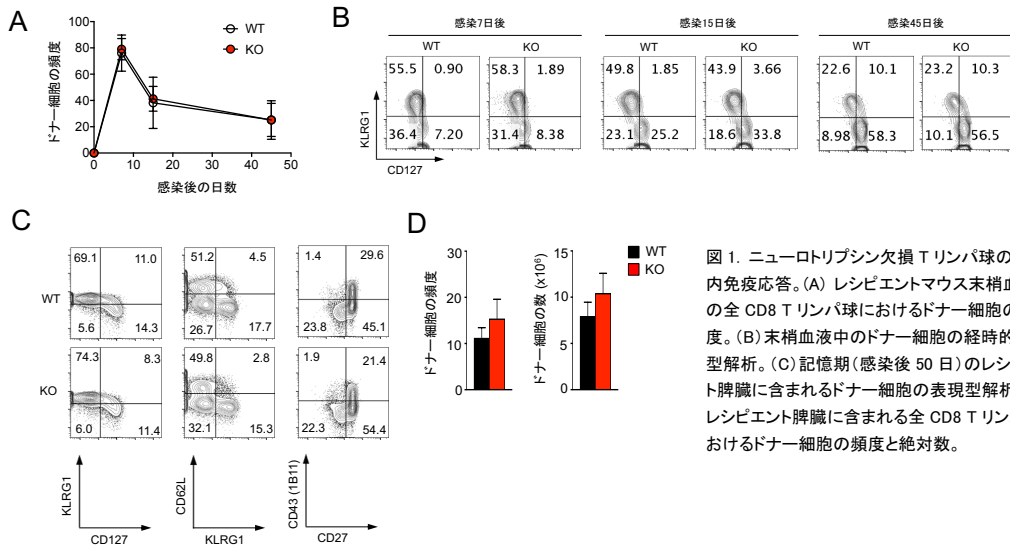 A
ドナー細胞の頻度
100
80
60
40
20
0
0 10 20 30 40 50
感染後の日数
WT
KO
B
感染7日後
感染15日後
感染45日後
WT KO WT KO WT KO
55.5 0.90 58.3 1.89 49.8 1.85 43.9 3.66 22.6 10.1 23.2 10.3
36.4 7.20 31.4 8.38 23.1 25.2 18.6 33.8 8.98 58.3 10.1 56.5
KLRG1
CD127
C
WT
69.1 11.0 51.2 4.5 1.4 29.6
5.6 14.3 26.7 17.7 23.8 45.1
KO
74.3 8.3 49.8 2.8 1.9 21.4
6.0 11.4 32.1 15.3 22.3 54.4
KLRG1
CD127
CD62L
KLRG1
CD43 (1B11)
CD27
D
ドナー細胞の頻度
30
20
10
0
ドナー細胞の数 (x10⁶)
15
10
5
0
WT
KO
図 1. ニューロトリプシン欠損 T リンパ球の
内免疫応答。(A) レシピエントマウス末梢血
の全 CD8 T リンパ球におけるドナー細胞の
度。(B) 末梢血液中のドナー細胞の経時的
型解析。(C) 記憶期(感染後 50 日)のレシ
ト脾臓に含まれるドナー細胞の表現型解析
レシピエント脾臓に含まれる全 CD8 T リン
おけるドナー細胞の頻度と絶対数。